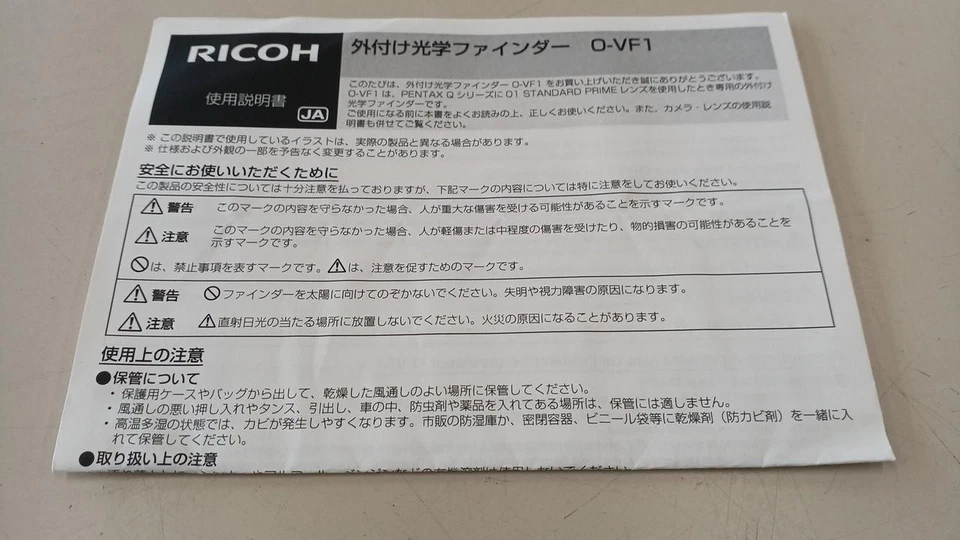 RICOH
使用説明書
JA
外付け光学ファインダー O-VF1
このたびは、外付け光学ファインダー O-VF1 をお買い上げいただき誠にありがとうございます。
O-VF1 は、PENTAX Q シリーズに 01 STANDARD PRIME レンズを使用したとき専用の外付け
光学ファインダーです。
ご使用になる前に本書をよくお読みの上、正しくお使いください。また、カメラ・レンズの使用説
明書も併せてご覧ください。
※ この説明書で使用しているイラストは、実際の製品と異なる場合があります。
※ 仕様および外観の一部を予告なく変更することがあります。
安全にお使いいただくために
この製品の安全性については十分注意を払っておりますが、下記マークの内容については特に注意をしてお使いください。
警告 このマークの内容を守らなかった場合、人が重大な傷害を受ける可能性があることを示すマークです。
注意 このマークの内容を守らなかった場合、人が軽傷または中程度の傷害を受けたり、物的損害の可能性があることを
示すマークです。
は、禁止事項を表すマークです。 は、注意を促すためのマークです。
警告 ファインダーを太陽に向けてのぞかないでください。失明や視力障害の原因になります。
注意 直射日光の当たる場所に放置しないでください。火災の原因になることがあります。
使用上の注意
●保管について
・保護用ケースやバッグから出して、乾燥した風通しのよい場所に保管してください。
・風通しの悪い押し入れやタンス、引出し、車の中、防虫剤や薬品を入れてある場所は、保管には適しません。
・高温多湿の状態では、カビが発生しやすくなります。市販の防湿庫か、密閉容器、ビニール袋等に乾燥剤（防カビ剤）を一緒に入
れて保管してください。
●取り扱い上の注意